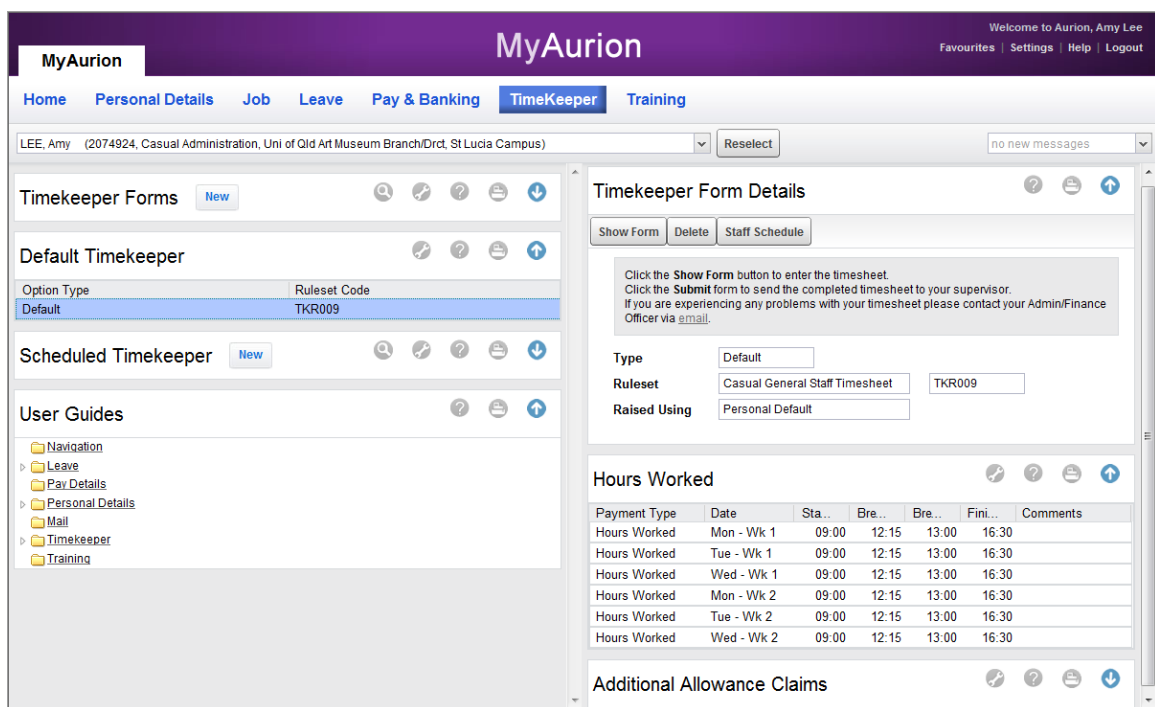 MyAurion
MyAurion
Welcome to Aurion, Amy Lee
Favourites | Settings | Help | Logout
Home Personal Details Job Leave Pay & Banking TimeKeeper Training
LEE, Amy (2074924, Casual Administration, Uni of Qld Art Museum Branch/Drct, St Lucia Campus) Reselect no new messages
Timekeeper Forms New
Default Timekeeper
Option Type Ruleset Code
Default TKR009
Scheduled Timekeeper New
User Guides
Navigation
Leave
Pay Details
Personal Details
Mail
Timekeeper
Training
Timekeeper Form Details
Show Form Delete Staff Schedule
Click the Show Form button to enter the timesheet.
Click the Submit form to send the completed timesheet to your supervisor.
If you are experiencing any problems with your timesheet please contact your Admin/Finance
Officer via email.
Type Default
Ruleset Casual General Staff Timesheet TKR009
Raised Using Personal Default
Hours Worked
Payment Type Date Sta... Bre... Bre... Fini... Comments
Hours Worked Mon - Wk 1 09:00 12:15 13:00 16:30
Hours Worked Tue - Wk 1 09:00 12:15 13:00 16:30
Hours Worked Wed - Wk 1 09:00 12:15 13:00 16:30
Hours Worked Mon - Wk 2 09:00 12:15 13:00 16:30
Hours Worked Tue - Wk 2 09:00 12:15 13:00 16:30
Hours Worked Wed - Wk 2 09:00 12:15 13:00 16:30
Additional Allowance Claims